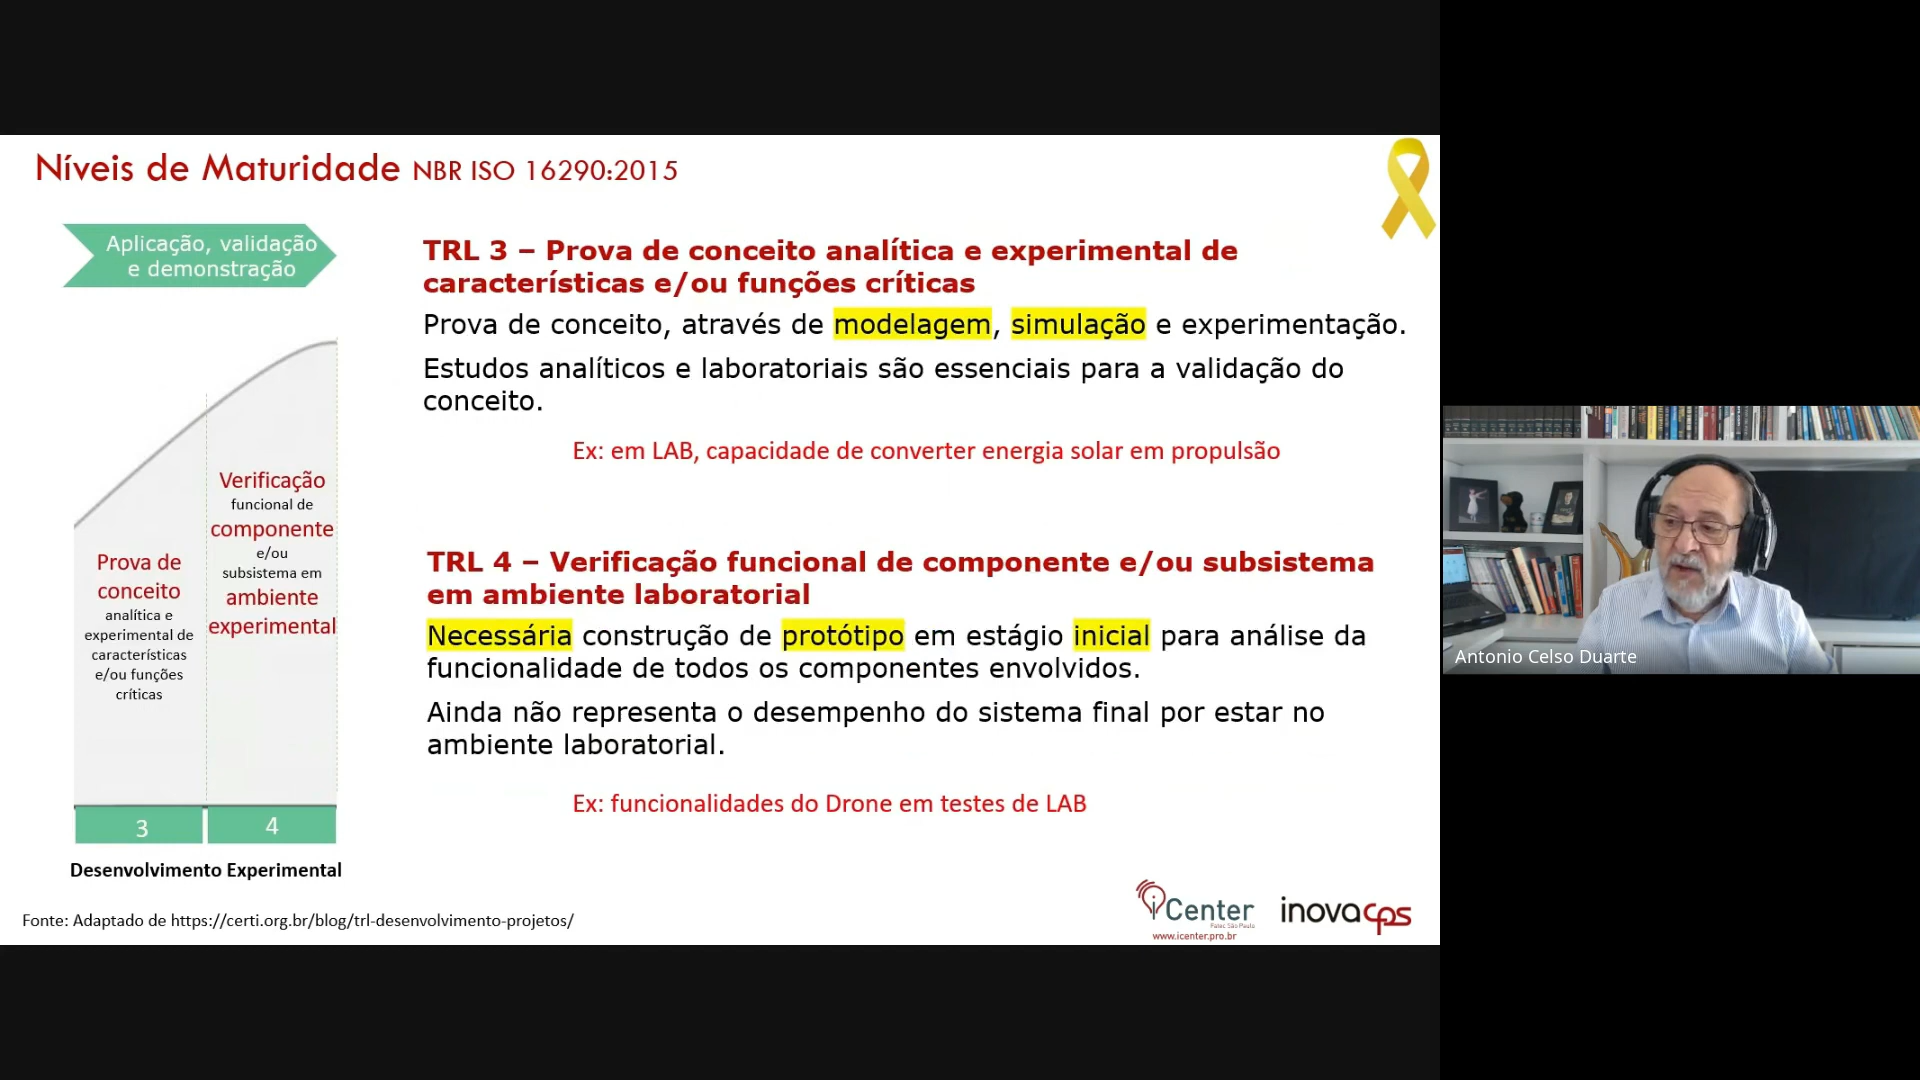 Níveis de Maturidade NBR ISO 16290:2015
Aplicação, validação
e demonstração
TRL 3 – Prova de conceito analítica e experimental de
características e/ou funções críticas
Prova de conceito, através de modelagem, simulação e experimentação.
Estudos analíticos e laboratoriais são essenciais para a validação do
conceito.
Ex: em LAB, capacidade de converter energia solar em propulsão
TRL 4 – Verificação funcional de componente e/ou subsistema
em ambiente laboratorial
Necessária construção de protótipo em estágio inicial para análise da
funcionalidade de todos os componentes envolvidos.
Ainda não representa o desempenho do sistema final por estar no
ambiente laboratorial.
Ex: funcionalidades do Drone em testes de LAB
Prova de
conceito
analítica e
experimental de
características
e/ou funções
críticas
Verificação
funcional de
componente
e/ou
subsistema em
ambiente
experimental
3
4
Desenvolvimento Experimental
Fonte: Adaptado de https://certi.org.br/blog/trl-desenvolvimento-projetos/
iCenter
Fatec São Paulo
www.icenter.pro.br
inovacps
Antonio Celso Duarte